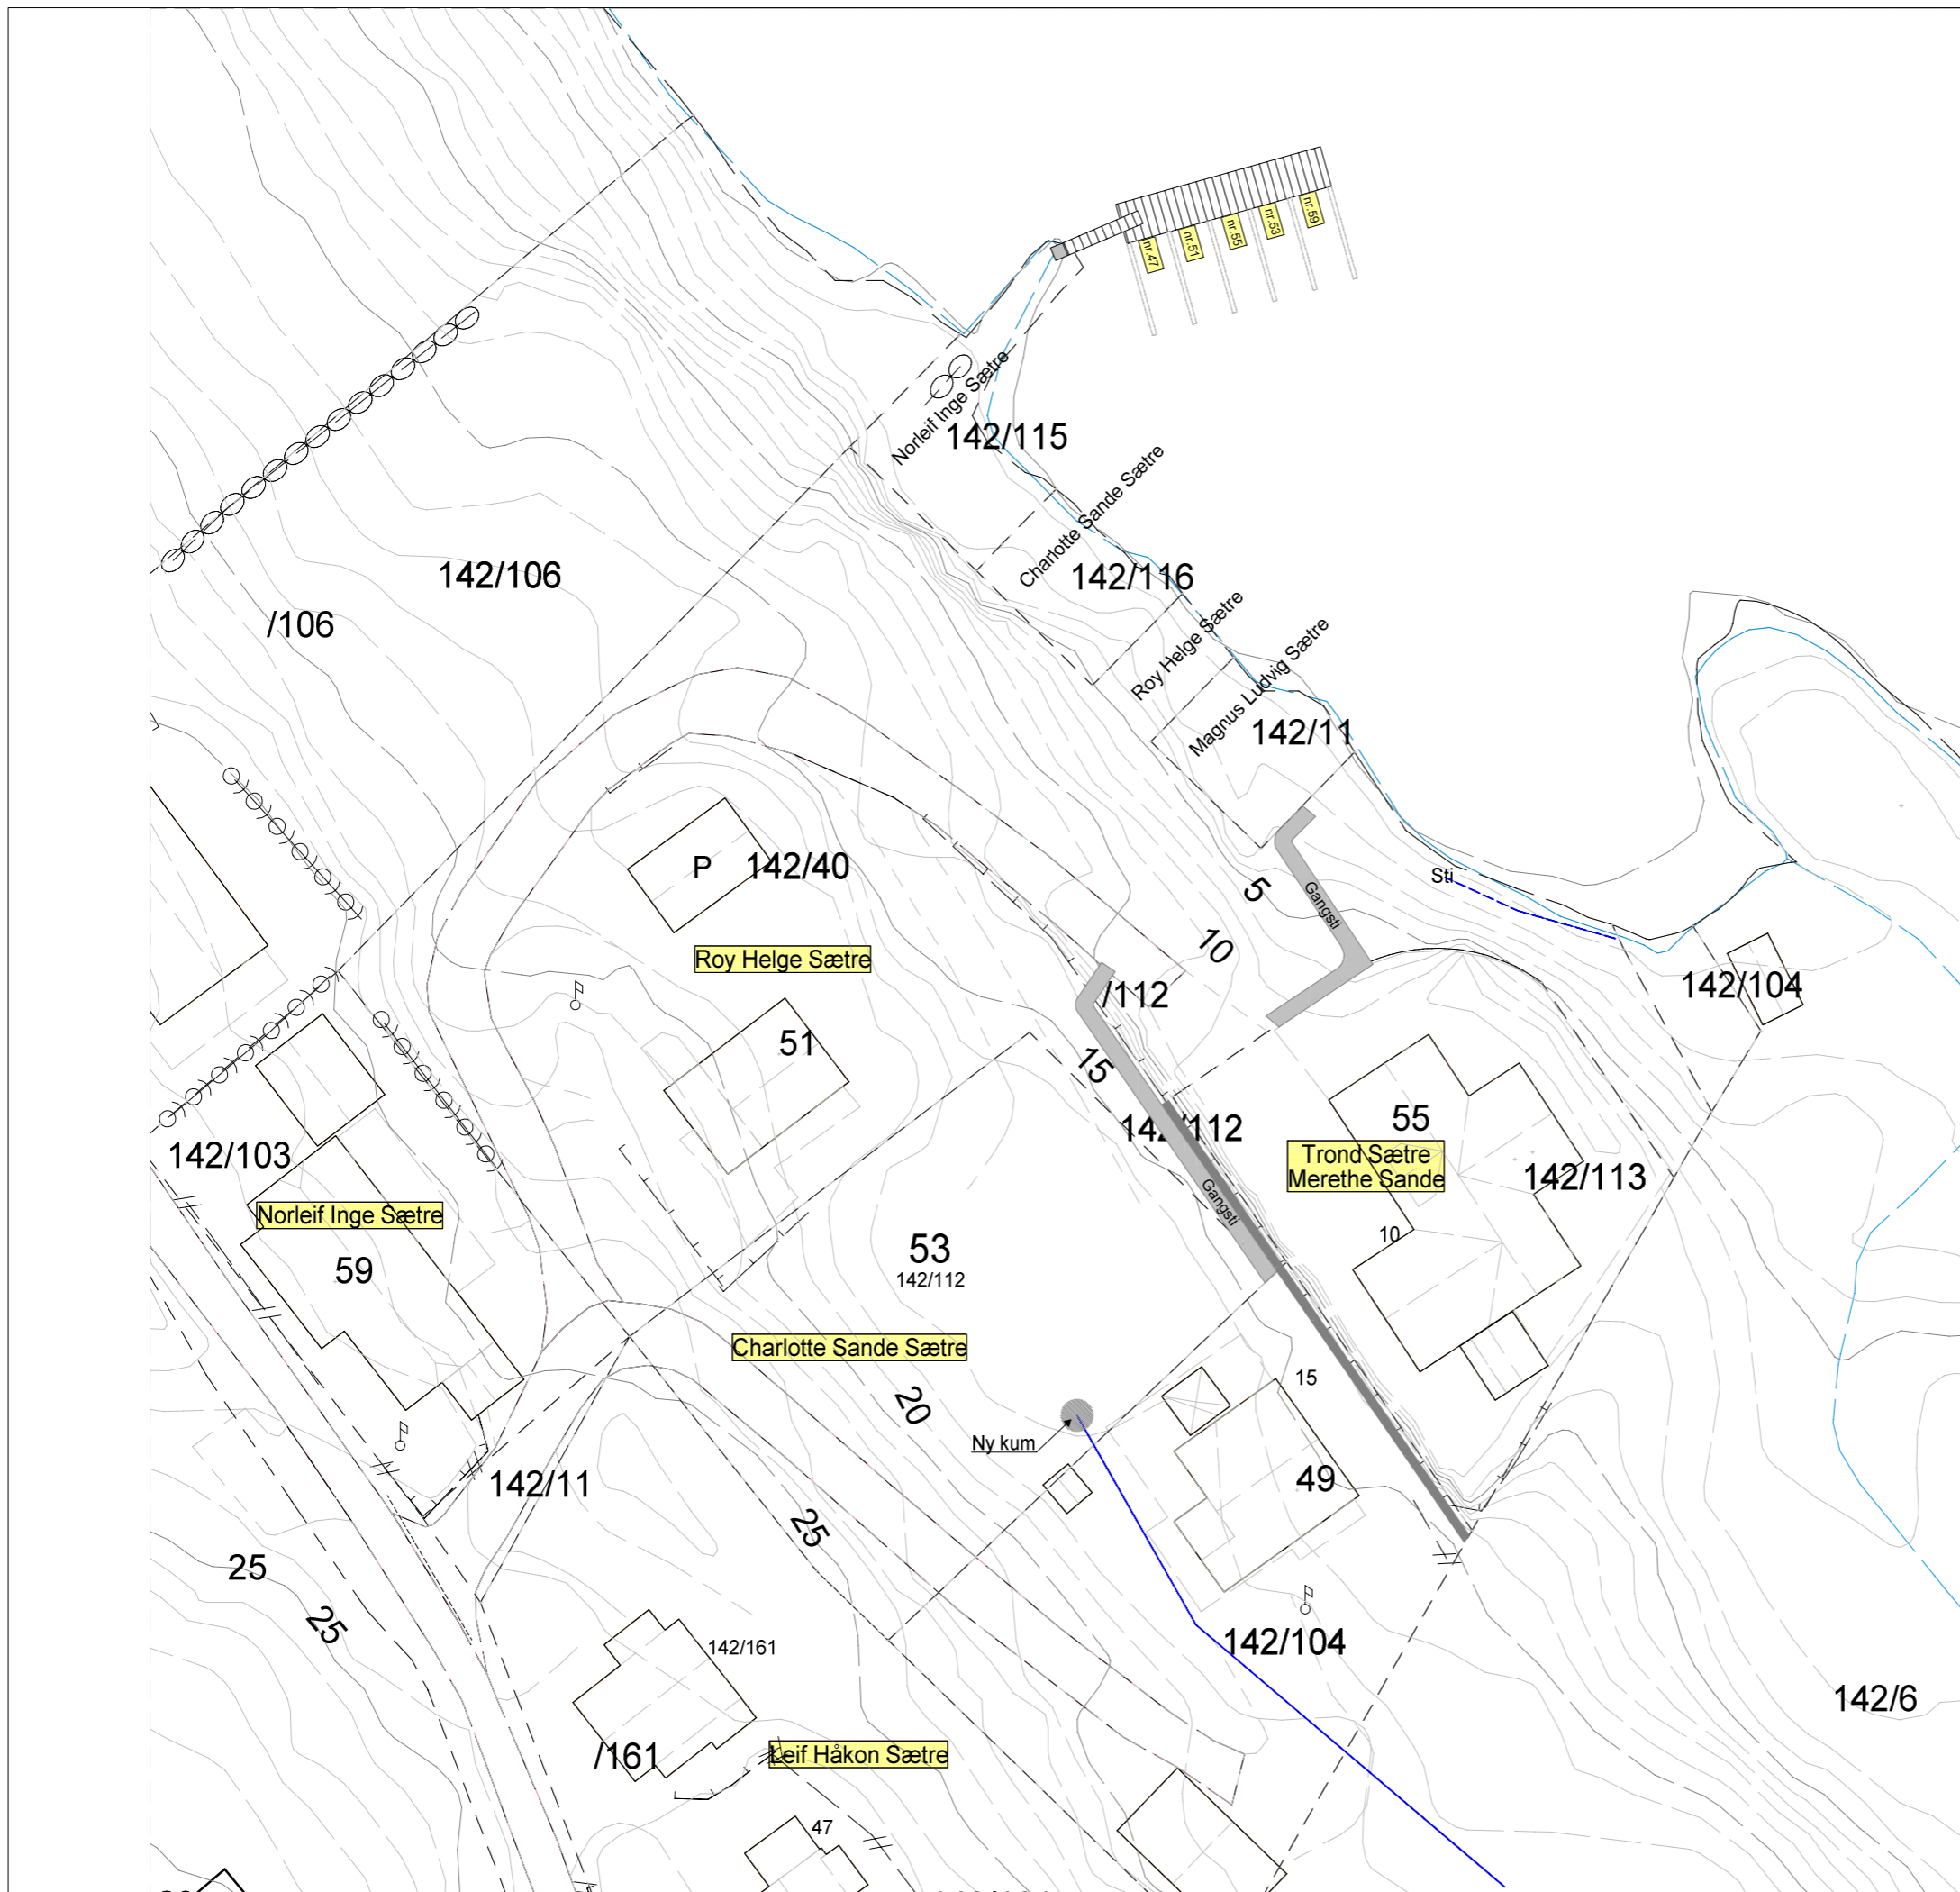 nr.47
nr.51
nr.55
nr.53
nr.59
Norleif Inge Sætre
142/115
Charlotte Sande Sætre
142/116
142/106
/106
Roy Helge Sætre
Magnus Ludvig Sætre
142/11
P
142/40
Sti
5
Gangsti
10
Roy Helge Sætre
142/104
/112
51
15
55
142/112
142/103
Trond Sætre
Merethe Sande
142/113
Gangsti
Norleif Inge Sætre
10
53
142/112
59
Charlotte Sande Sætre
15
20
Ny kum
49
142/11
25
25
25
142/104
142/161
142/6
/161
Leif Håkon Sætre
47